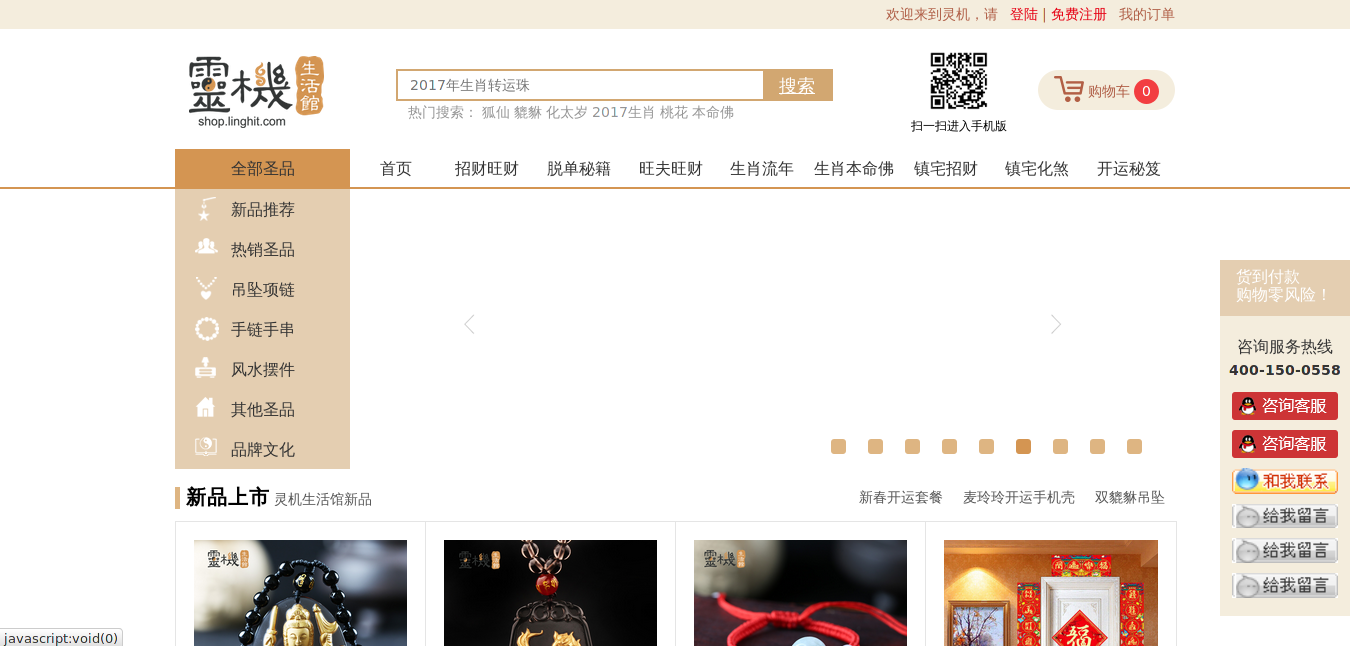 欢迎来到灵机，请 登陆 | 免费注册 我的订单
靈機 生活館
shop.linghit.com
2017年生肖转运珠 搜索
热门搜索： 狐仙 貔貅 化太岁 2017生肖 桃花 本命佛
扫一扫进入手机版
购物车 0
全部圣品 首页 招财旺财 脱单秘籍 旺夫旺财 生肖流年 生肖本命佛 镇宅招财 镇宅化煞 开运秘笈
新品推荐
热销圣品
吊坠项链
手链手串
风水摆件
其他圣品
品牌文化
货到付款
购物零风险！
咨询服务热线
400-150-0558
咨询客服
咨询客服
和我联系
给我留言
给我留言
给我留言
新品上市 灵机生活馆新品 新春开运套餐 麦玲玲开运手机壳 双貔貅吊坠
靈機
靈機
靈機
福
javascript:void(0)